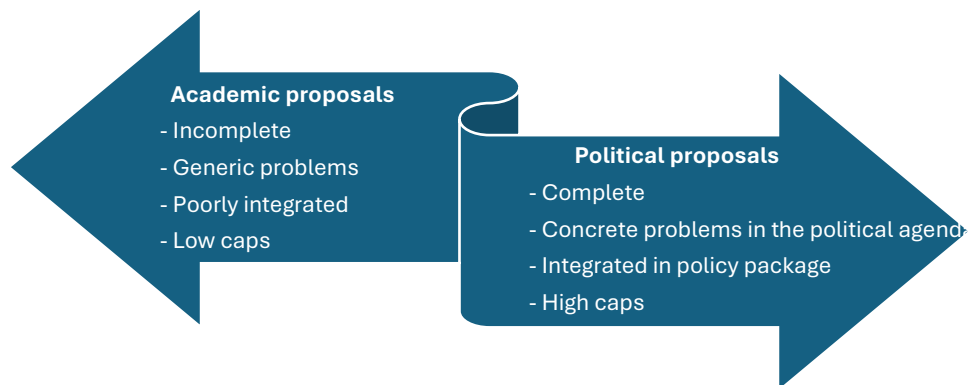 Academic proposals
- Incomplete
- Generic problems
- Poorly integrated
- Low caps
Political proposals
- Complete
- Concrete problems in the political agenda
- Integrated in policy package
- High caps